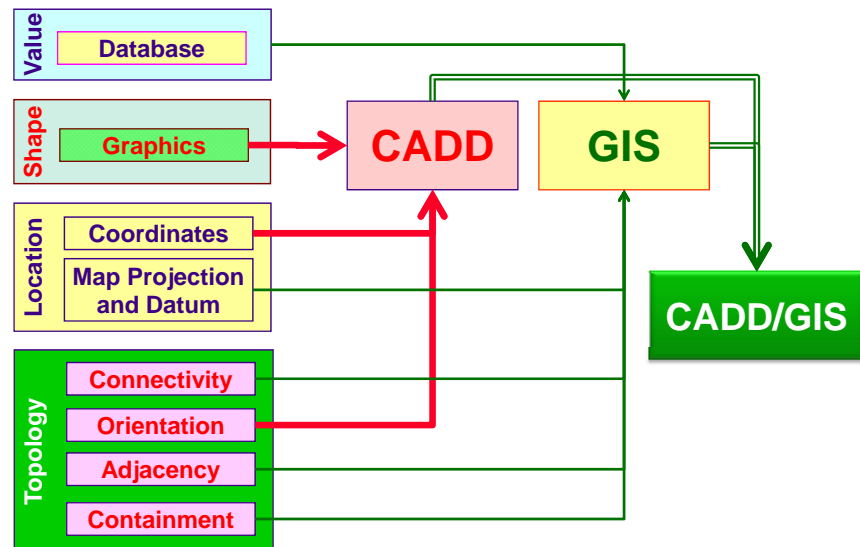 Value
Database
Shape
Graphics
CADD
GIS
Location
Coordinates
Map Projection
and Datum
CADD/GIS
Topology
Connectivity
Orientation
Adjacency
Containment